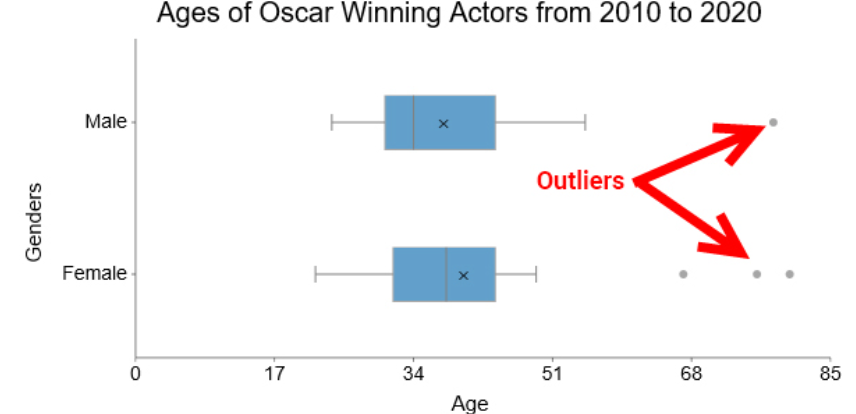 Ages of Oscar Winning Actors from 2010 to 2020
Male
Outliers
Genders
Female
0 17 34 51 68 85
Age